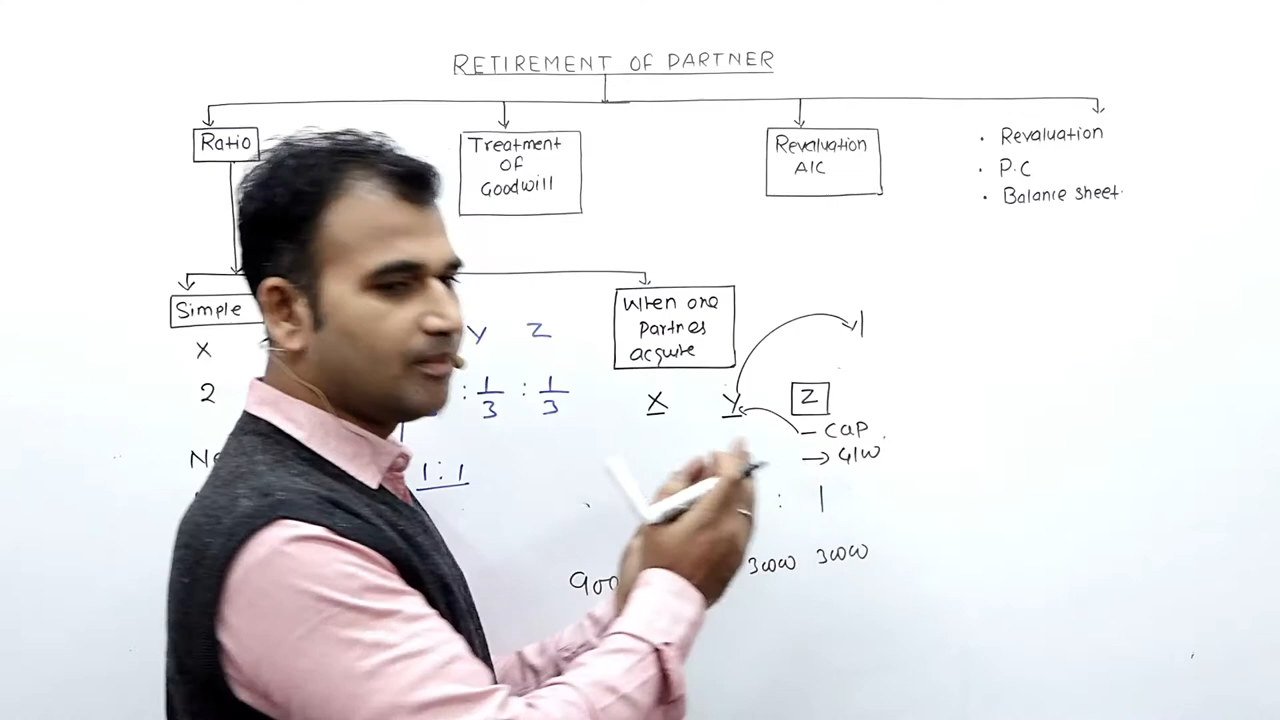 RETIREMENT OF PARTNER
Ratio
Treatment
OF
Goodwill
Revaluation
A/C
· Revaluation
· P.C
· Balance sheet.
Simple
X
2
Y Z
: 1/3 : 1/3
1:1
When one
partner
acquire
X Y Z
1
- Cap.
→ G/W
: 1
3000 3000